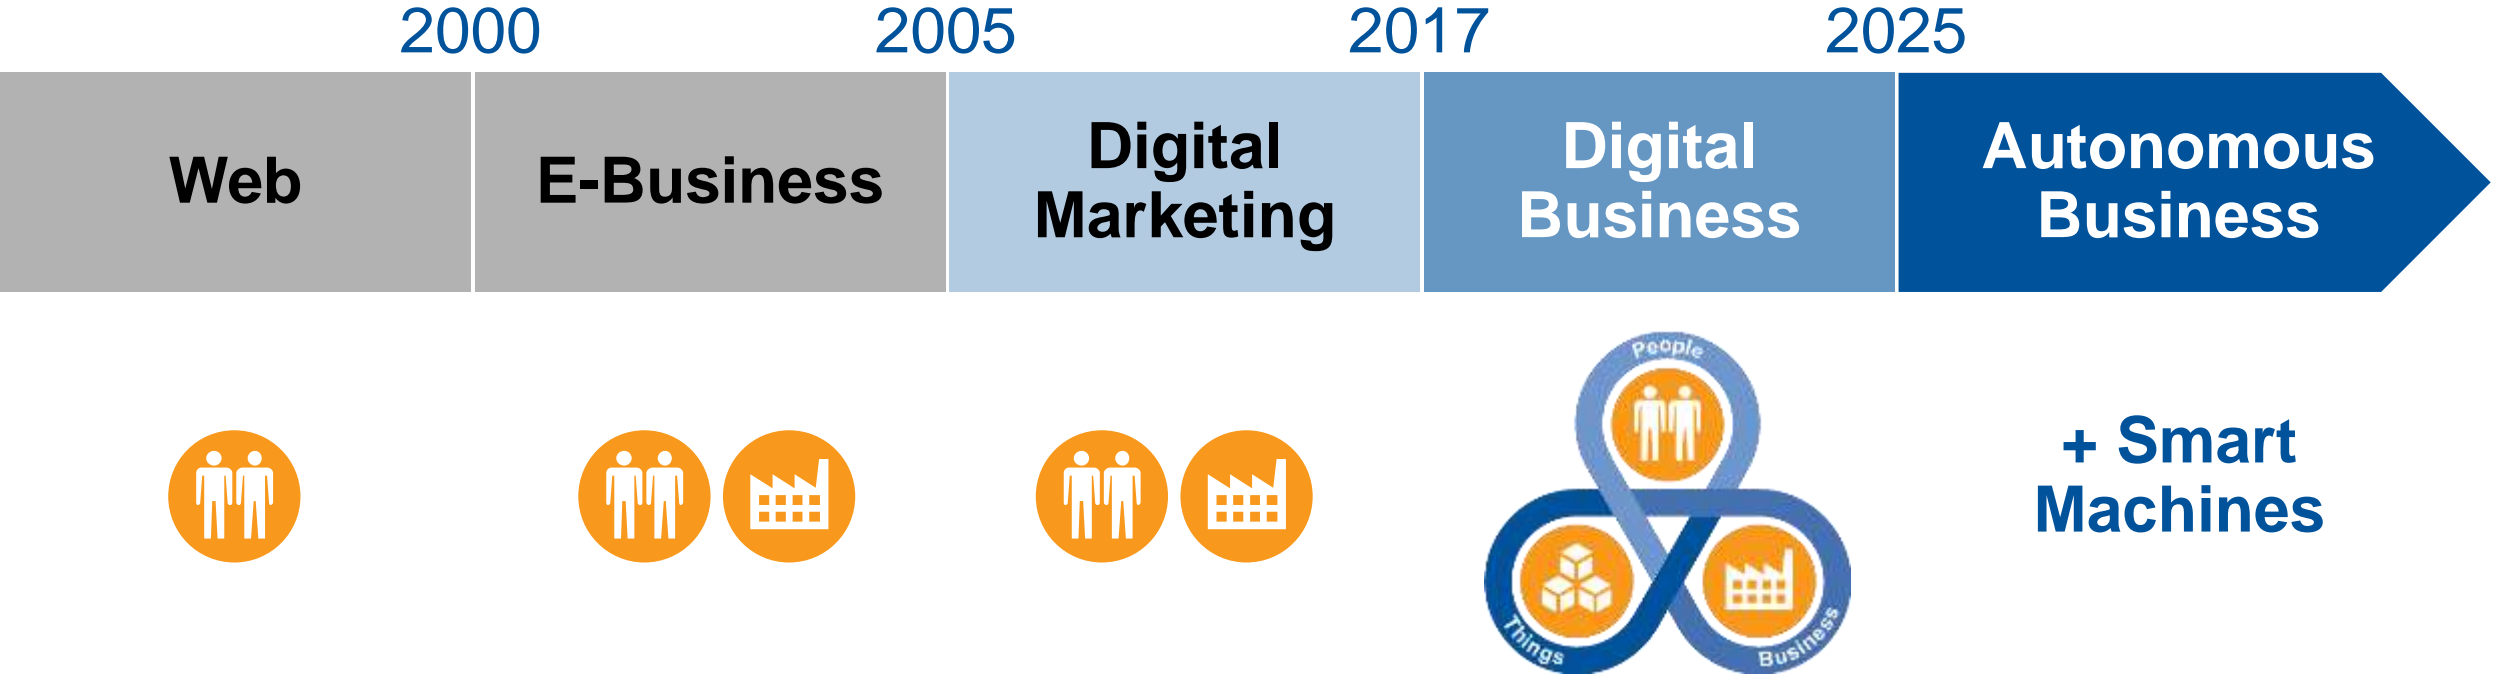 2000
2005
2017
2025
Web
E-Business
Digital
Marketing
Digital
Business
Autonomous
Business
People
Things
Business
+ Smart
Machines